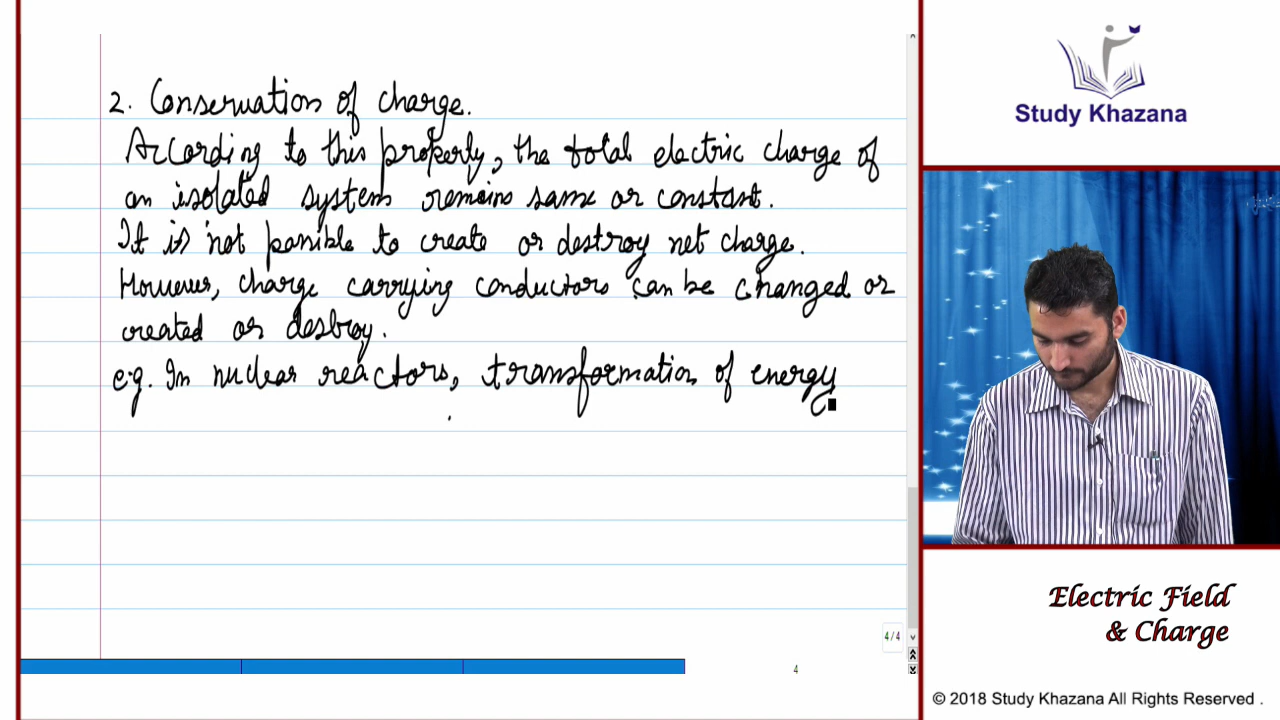 2. Conservation of charge.
According to this property, the total electric charge of
an isolated system remains same or constant.
It is not possible to create or destroy net charge.
However, charge carrying conductors can be changed or
created or destroy.
e.g. In nuclear reactors, transformation of energy
4/4
4
Study Khazana
Electric Field
& Charge
© 2018 Study Khazana All Rights Reserved .